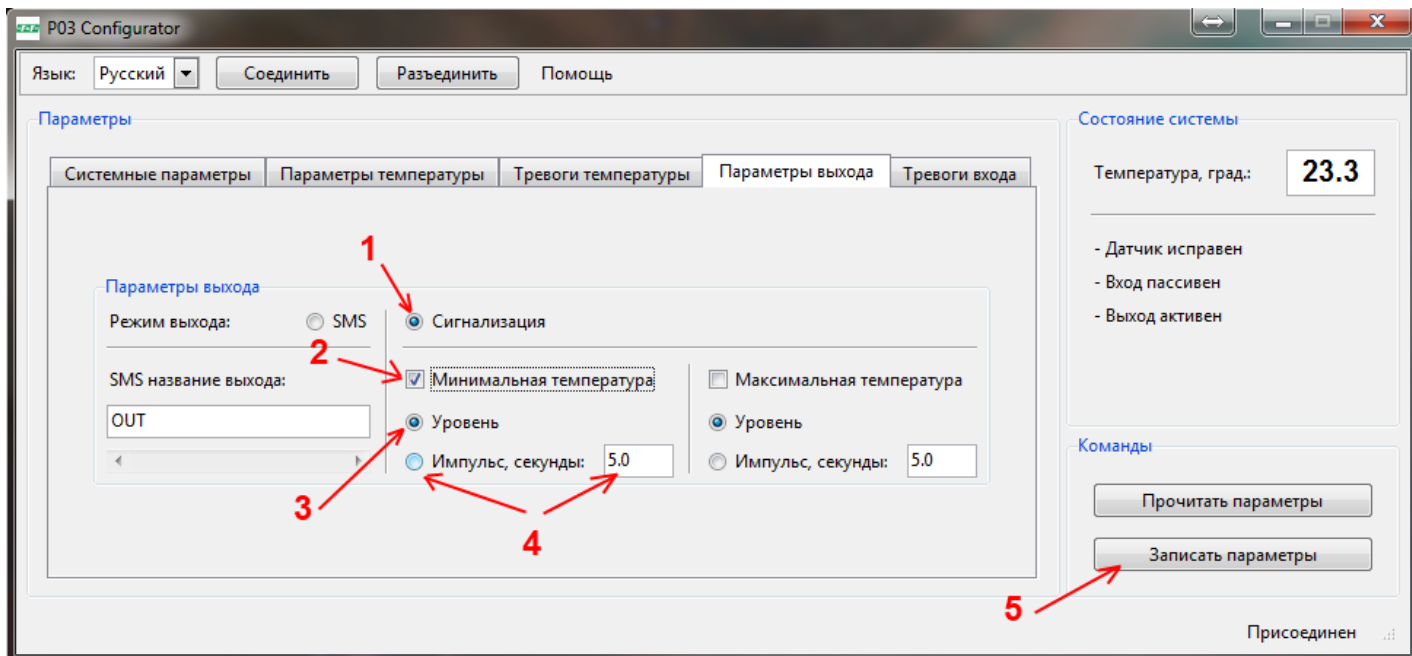 P03 Configurator
Язык: Русский Соединить Разъединить Помощь
Параметры
Системные параметры Параметры температуры Тревоги температуры Параметры выхода Тревоги входа
1
Параметры выхода
Режим выхода: SMS Сигнализация
2
SMS название выхода: Минимальная температура Максимальная температура
OUT Уровень Уровень
Импульс, секунды: 5.0 Импульс, секунды: 5.0
3
4
Состояние системы
Температура, град.: 23.3
- Датчик исправен
- Вход пассивен
- Выход активен
Команды
Прочитать параметры
Записать параметры
5
Присоединен